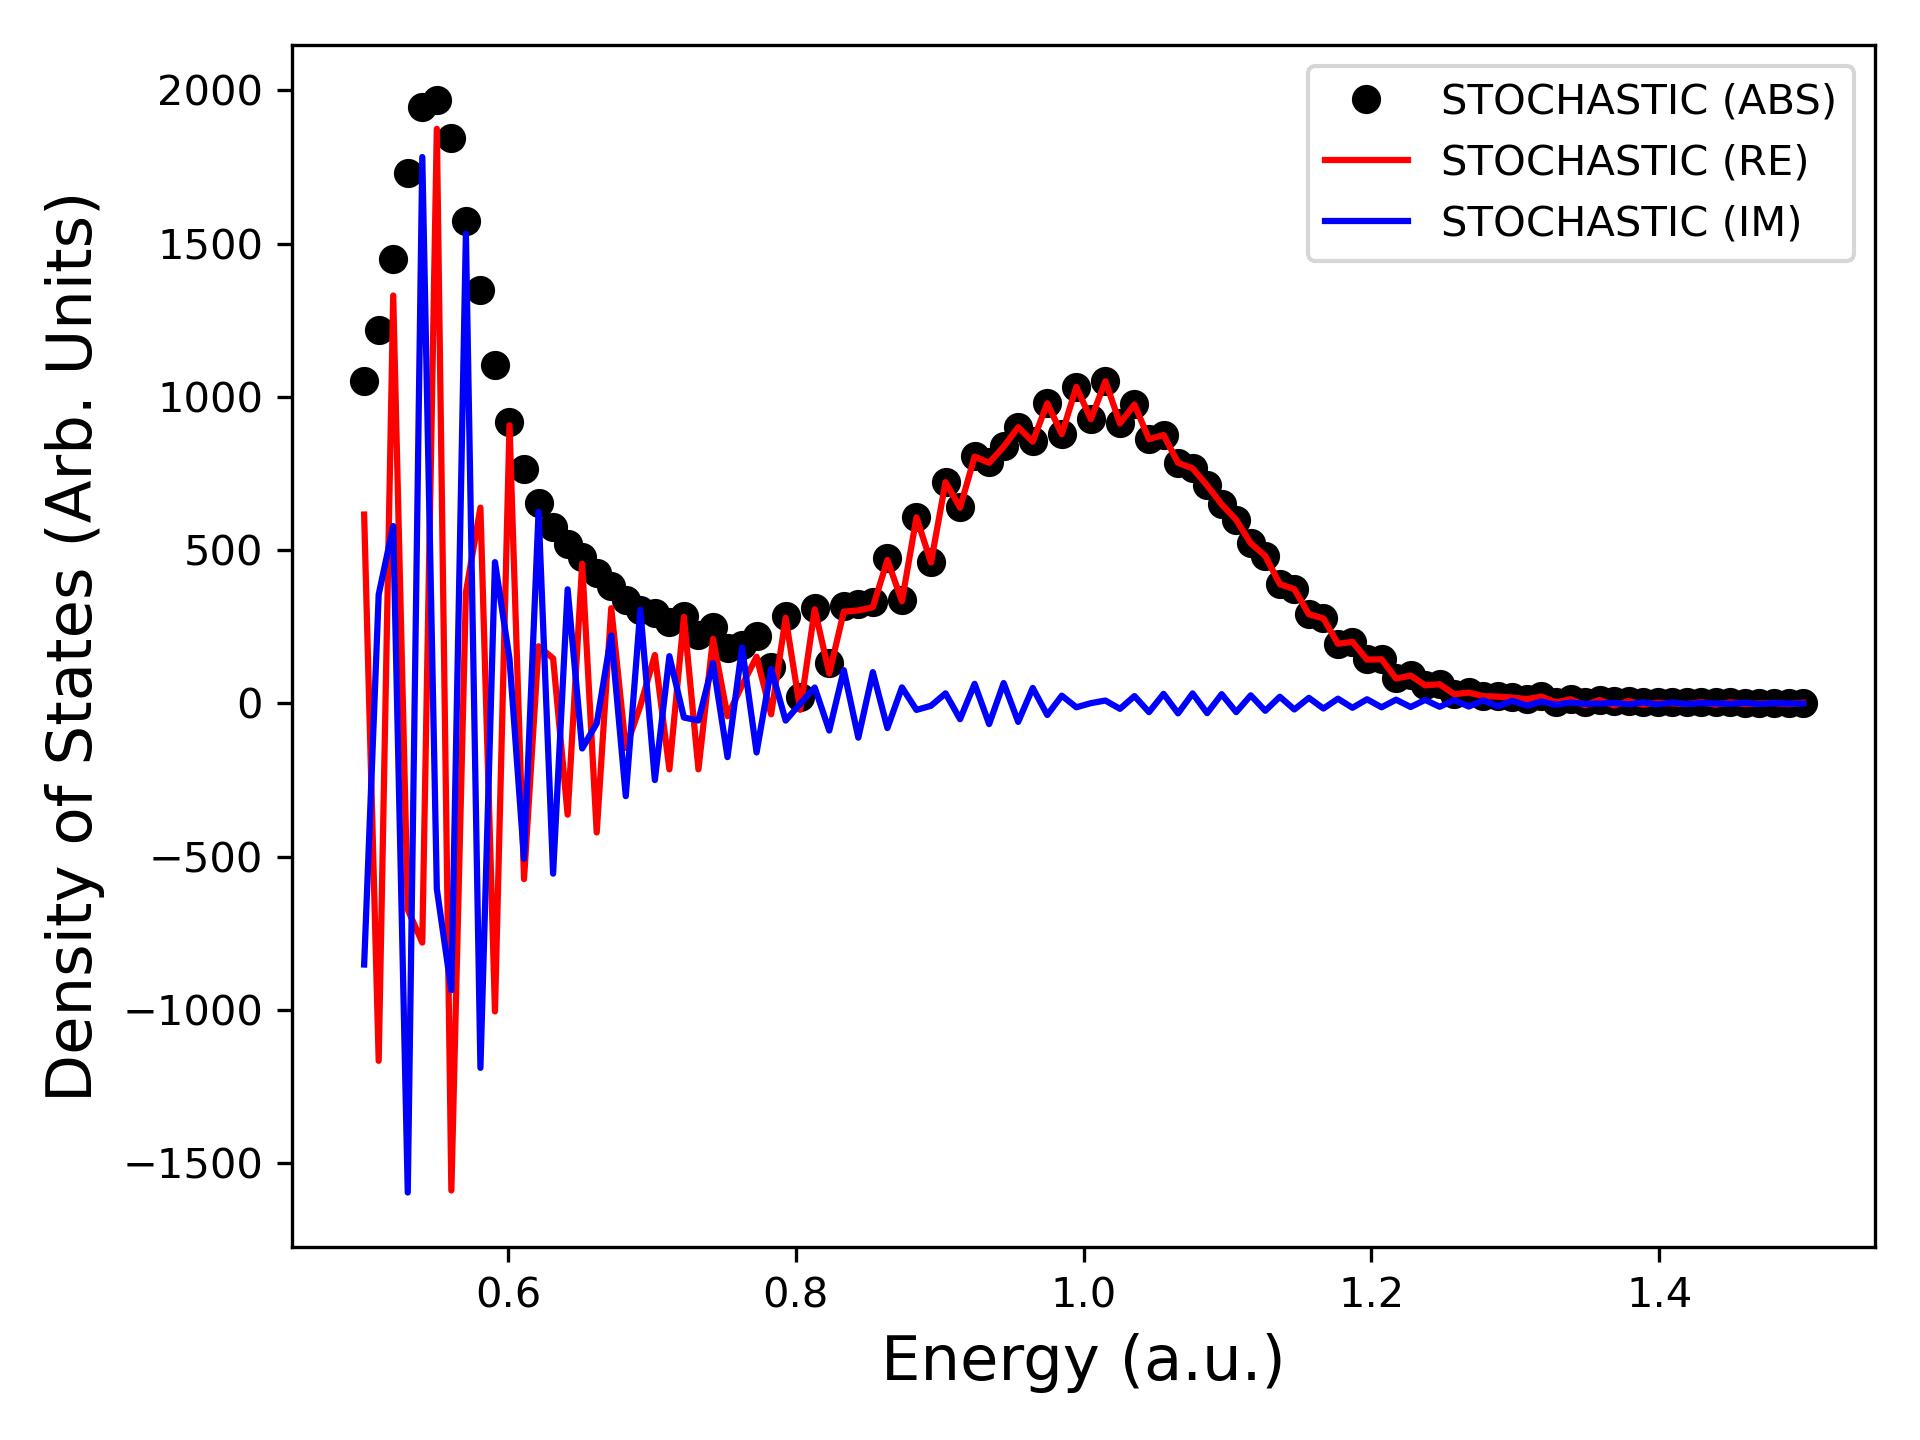 Density of States (Arb. Units)
2000
1500
1000
500
0
−500
−1000
−1500
STOCHASTIC (ABS)
STOCHASTIC (RE)
STOCHASTIC (IM)
0.6 0.8 1.0 1.2 1.4
Energy (a.u.)